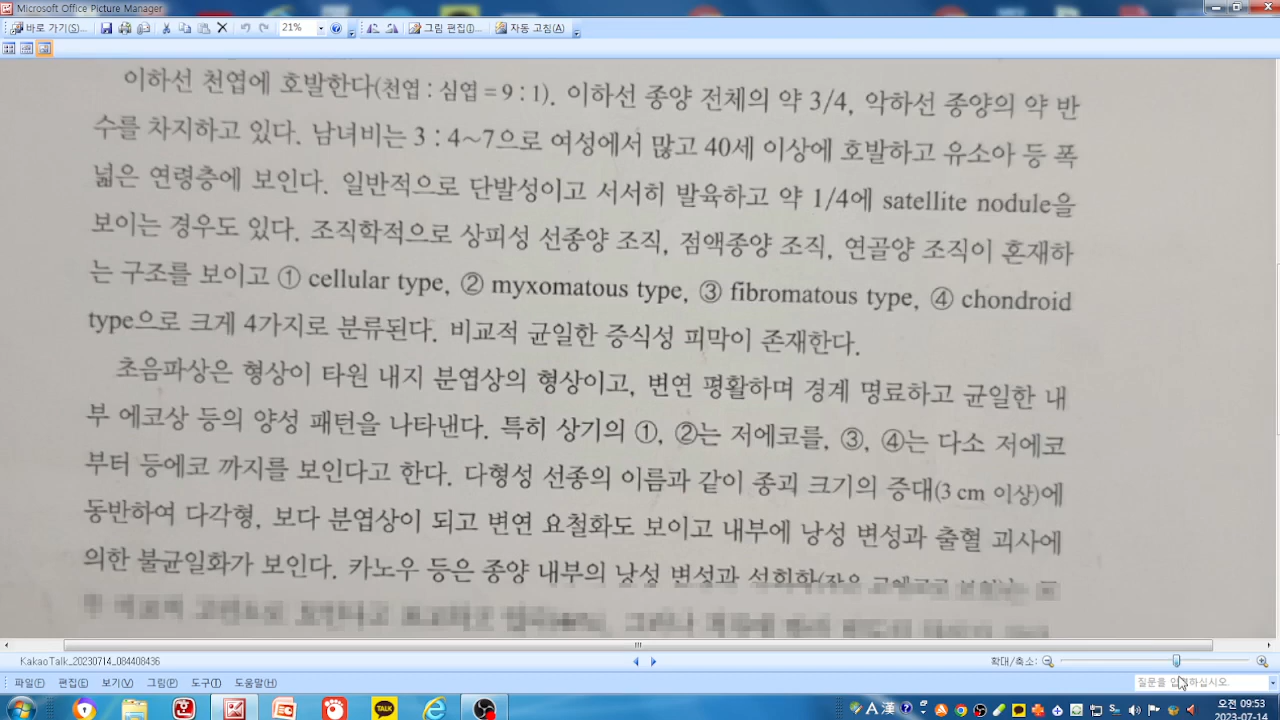 Microsoft Office Picture Manager
바로 가기(S)... 21% 그림 편집(I)... 자동 고침(A)
이하선 천엽에 호발한다(천엽 : 심엽 = 9 : 1). 이하선 종양 전체의 약 3/4, 악하선 종양의 약 반
수를 차지하고 있다. 남녀비는 3 : 4~7으로 여성에서 많고 40세 이상에 호발하고 유소아 등 폭
넓은 연령층에 보인다. 일반적으로 단발성이고 서서히 발육하고 약 1/4에 satellite nodule을
보이는 경우도 있다. 조직학적으로 상피성 선종양 조직, 점액종양 조직, 연골양 조직이 혼재하
는 구조를 보이고 ① cellular type, ② myxomatous type, ③ fibromatous type, ④ chondroid
type으로 크게 4가지로 분류된다. 비교적 균일한 증식성 피막이 존재한다.
초음파상은 형상이 타원 내지 분엽상의 형상이고, 변연 평활하며 경계 명료하고 균일한 내
부 에코상 등의 양성 패턴을 나타낸다. 특히 상기의 ①, ②는 저에코를, ③, ④는 다소 저에코
부터 등에코 까지를 보인다고 한다. 다형성 선종의 이름과 같이 종괴 크기의 증대(3 cm 이상)에
동반하여 다각형, 보다 분엽상이 되고 변연 요철화도 보이고 내부에 낭성 변성과 출혈 괴사에
의한 불균일화가 보인다. 카노우 등은 종양 내부의 낭성 변성과 석회화
KakaoTalk_20230714_084408436
확대/축소:
파일(F) 편집(E) 보기(V) 그림(P) 도구(T) 도움말(H)
질문을 입력하십시오.
A 漢
TALK
오전 09:53
2023-07-14